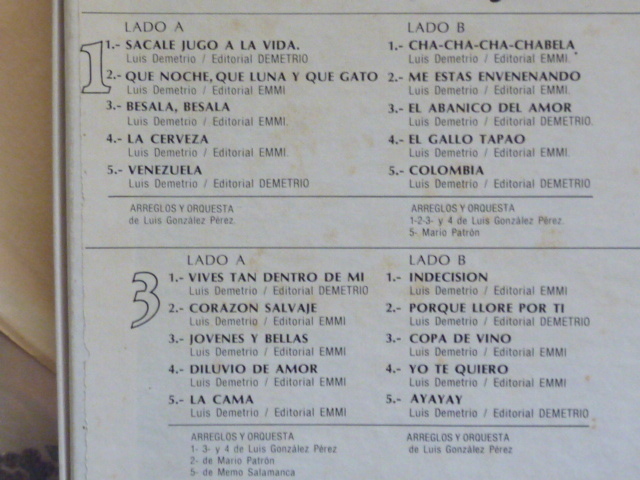 1
LADO A
1.- SACALE JUGO A LA VIDA.
Luis Demetrio / Editorial DEMETRIO
2.- QUE NOCHE, QUE LUNA Y QUE GATO
Luis Demetrio / Editorial EMMI
3.- BESALA, BESALA
Luis Demetrio / Editorial EMMI.
4.- LA CERVEZA
Luis Demetrio / Editorial EMMI.
5.- VENEZUELA
Luis Demetrio / Editorial DEMETRIO
ARREGLOS Y ORQUESTA
de Luis González Pérez.
LADO B
1.- CHA-CHA-CHA-CHABELA
Luis Demetrio / Editorial EMMI.
2.- ME ESTAS ENVENENANDO
Luis Demetrio / Editorial EMMI.
3.- EL ABANICO DEL AMOR
Luis Demetrio / Editorial DEMETRIO.
4.- EL GALLO TAPAO
Luis Demetrio / Editorial EMMI.
5.- COLOMBIA
Luis Demetrio / Editorial DEMETRIO
ARREGLOS Y ORQUESTA
1-2-3- y 4 de Luis González Pérez.
5- Mario Patrón
3
LADO A
1.- VIVES TAN DENTRO DE MI
Luis Demetrio / Editorial DEMETRIO
2.- CORAZON SALVAJE
Luis Demetrio / Editorial EMMI
3.- JOVENES Y BELLAS
Luis Demetrio / Editorial EMMI
4.- DILUVIO DE AMOR
Luis Demetrio / Editorial EMMI
5.- LA CAMA
Luis Demetrio / Editorial EMMI
ARREGLOS Y ORQUESTA
1- 3- y 4 de Luis González Pérez
2- de Mario Patrón
5- de Memo Salamanca
LADO B
1.- INDECISION
Luis Demetrio / Editorial EMMI
2.- PORQUE LLORE POR TI
Luis Demetrio / Editorial DEMETRIO
3.- COPA DE VINO
Luis Demetrio / Editorial EMMI
4.- YO TE QUIERO
Luis Demetrio / Editorial EMMI
5.- AYAYAY
Luis Demetrio / Editorial DEMETRIO
ARREGLOS Y ORQUESTA
de Luis González Pérez